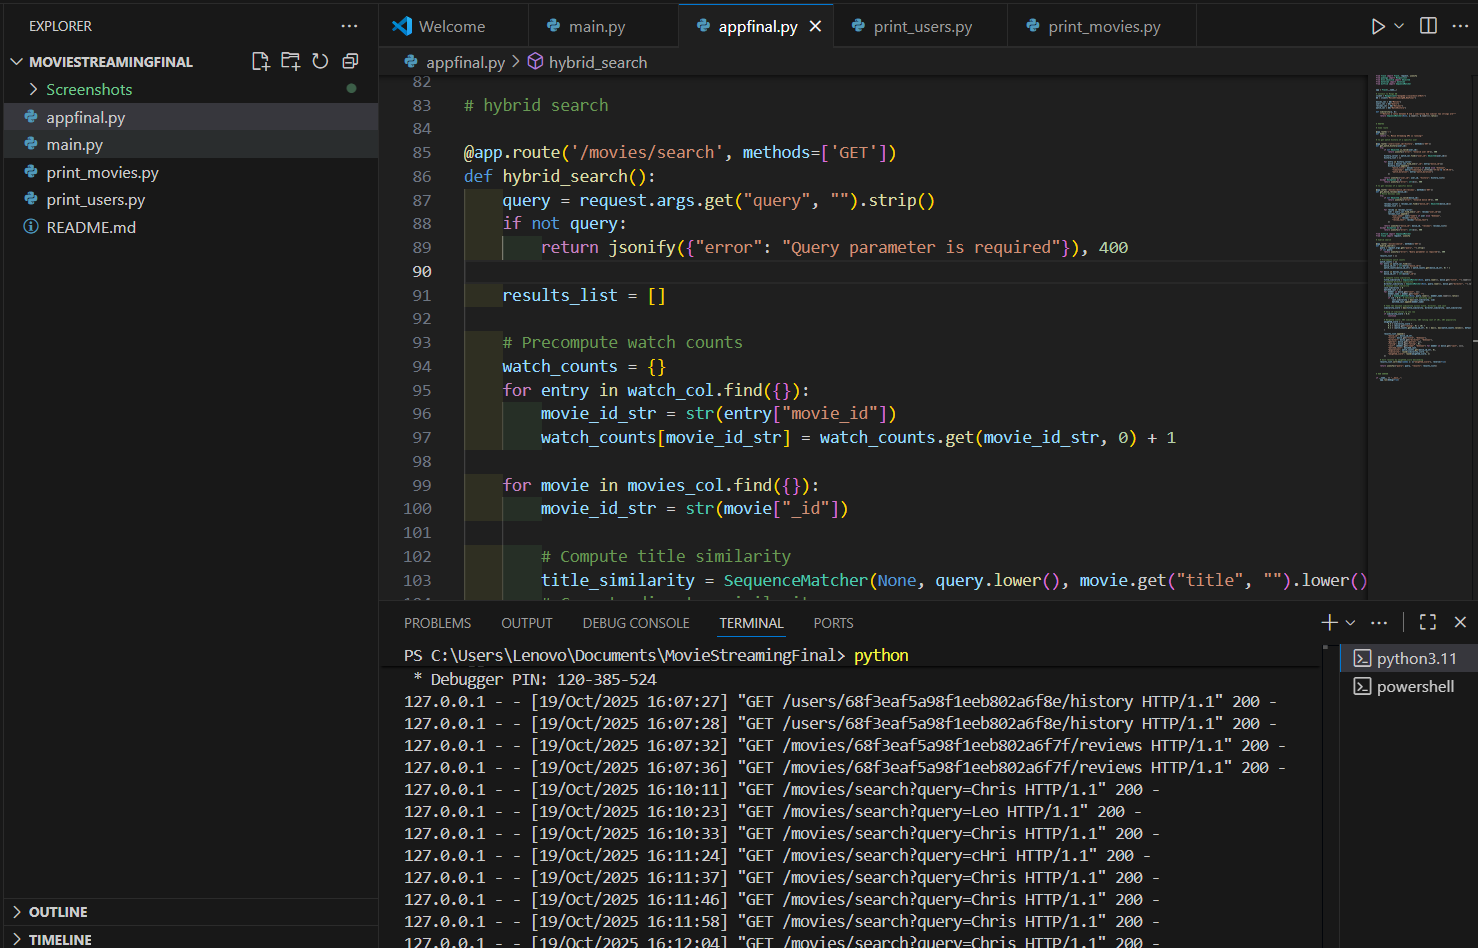 EXPLORER
MOVIESTREAMINGFINAL
Screenshots
appfinal.py
main.py
print_movies.py
print_users.py
README.md
OUTLINE
TIMELINE
Welcome
main.py
appfinal.py
print_users.py
print_movies.py
appfinal.py > hybrid_search
82
83 # hybrid search
84
85 @app.route('/movies/search', methods=['GET'])
86 def hybrid_search():
87 query = request.args.get("query", "").strip()
88 if not query:
89 return jsonify({"error": "Query parameter is required"}), 400
90
91 results_list = []
92
93 # Precompute watch counts
94 watch_counts = {}
95 for entry in watch_col.find({}):
96 movie_id_str = str(entry["movie_id"])
97 watch_counts[movie_id_str] = watch_counts.get(movie_id_str, 0) + 1
98
99 for movie in movies_col.find({}):
100 movie_id_str = str(movie["_id"])
101
102 # Compute title similarity
103 title_similarity = SequenceMatcher(None, query.lower(), movie.get("title", "").lower()
PROBLEMS
OUTPUT
DEBUG CONSOLE
TERMINAL
PORTS
PS C:\Users\Lenovo\Documents\MovieStreamingFinal> python
* Debugger PIN: 120-385-524
127.0.0.1 - - [19/Oct/2025 16:07:27] "GET /users/68f3eaf5a98f1eeb802a6f8e/history HTTP/1.1" 200 -
127.0.0.1 - - [19/Oct/2025 16:07:28] "GET /users/68f3eaf5a98f1eeb802a6f8e/history HTTP/1.1" 200 -
127.0.0.1 - - [19/Oct/2025 16:07:32] "GET /movies/68f3eaf5a98f1eeb802a6f7f/reviews HTTP/1.1" 200 -
127.0.0.1 - - [19/Oct/2025 16:07:36] "GET /movies/68f3eaf5a98f1eeb802a6f7f/reviews HTTP/1.1" 200 -
127.0.0.1 - - [19/Oct/2025 16:10:11] "GET /movies/search?query=Chris HTTP/1.1" 200 -
127.0.0.1 - - [19/Oct/2025 16:10:23] "GET /movies/search?query=Leo HTTP/1.1" 200 -
127.0.0.1 - - [19/Oct/2025 16:10:33] "GET /movies/search?query=Chris HTTP/1.1" 200 -
127.0.0.1 - - [19/Oct/2025 16:11:24] "GET /movies/search?query=cHri HTTP/1.1" 200 -
127.0.0.1 - - [19/Oct/2025 16:11:37] "GET /movies/search?query=Chris HTTP/1.1" 200 -
127.0.0.1 - - [19/Oct/2025 16:11:46] "GET /movies/search?query=Chris HTTP/1.1" 200 -
127.0.0.1 - - [19/Oct/2025 16:11:58] "GET /movies/search?query=Chris HTTP/1.1" 200 -
127.0.0.1 - - [19/Oct/2025 16:12:04] "GET /movies/search?query=Chris HTTP/1.1" 200 -
python3.11
powershell